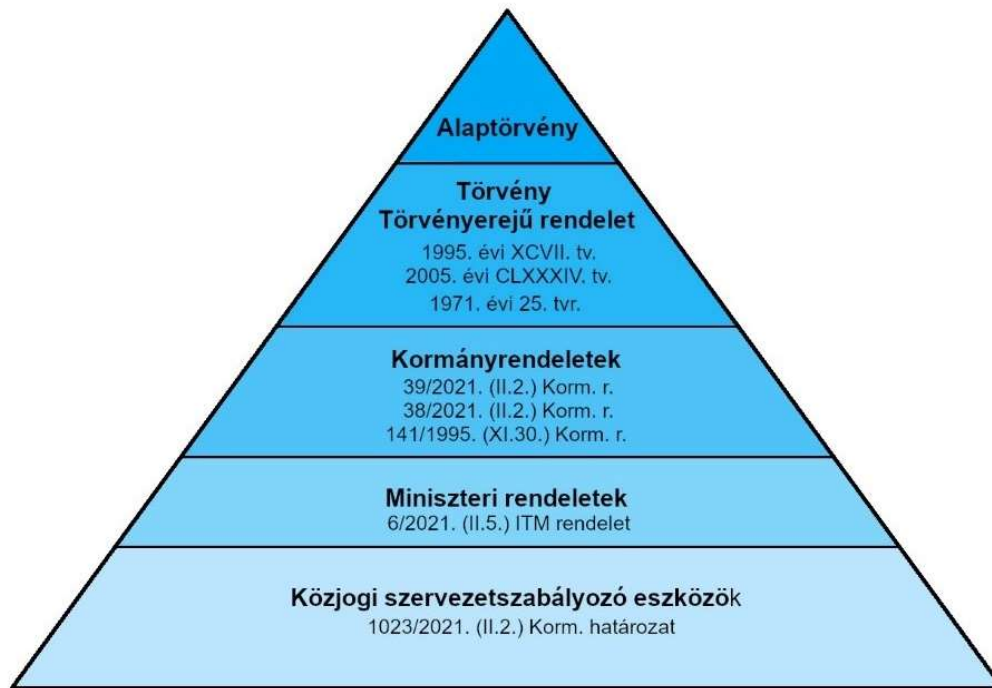 Alaptörvény
Törvény
Törvényerejű rendelet
1995. évi XCVII. tv.
2005. évi CLXXXIV. tv.
1971. évi 25. tvr.
Kormányrendeletek
39/2021. (II.2.) Korm. r.
38/2021. (II.2.) Korm. r.
141/1995. (XI.30.) Korm. r.
Miniszteri rendeletek
6/2021. (II.5.) ITM rendelet
Közjogi szervezetszabályozó eszközök
1023/2021. (II.2.) Korm. határozat